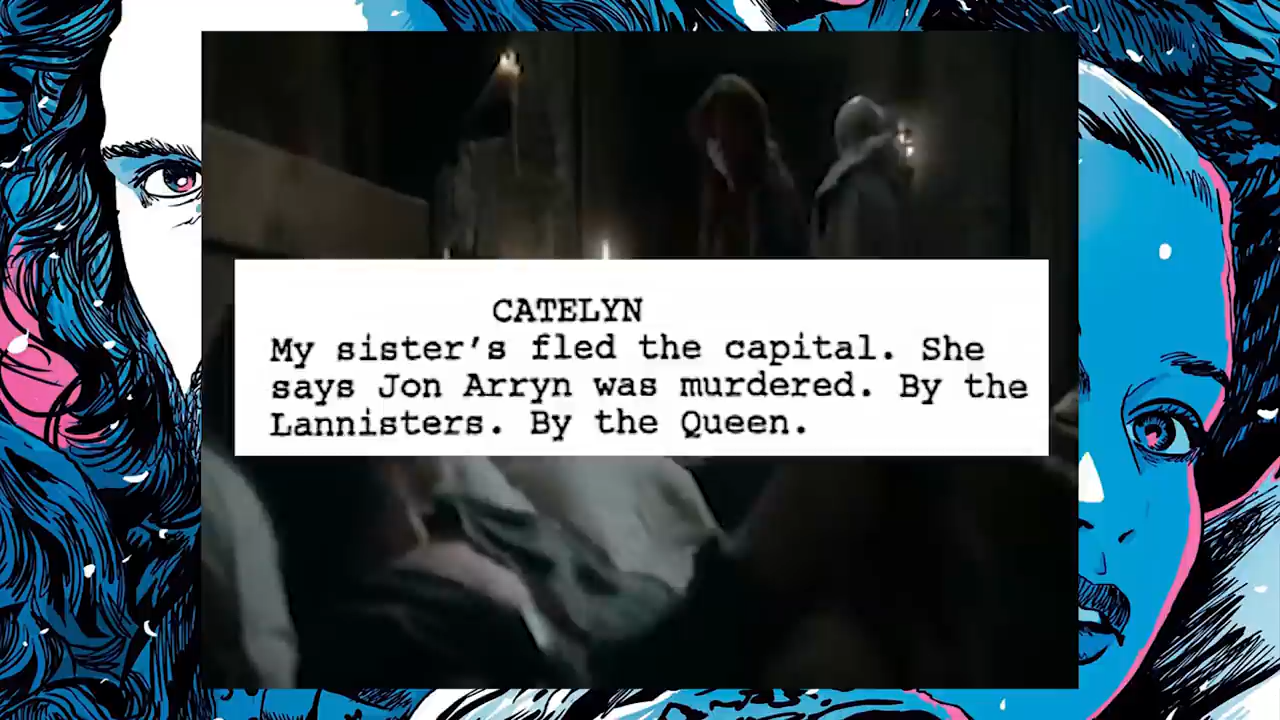 CATELYN
My sister's fled the capital. She
says Jon Arryn was murdered. By the
Lannisters. By the Queen.